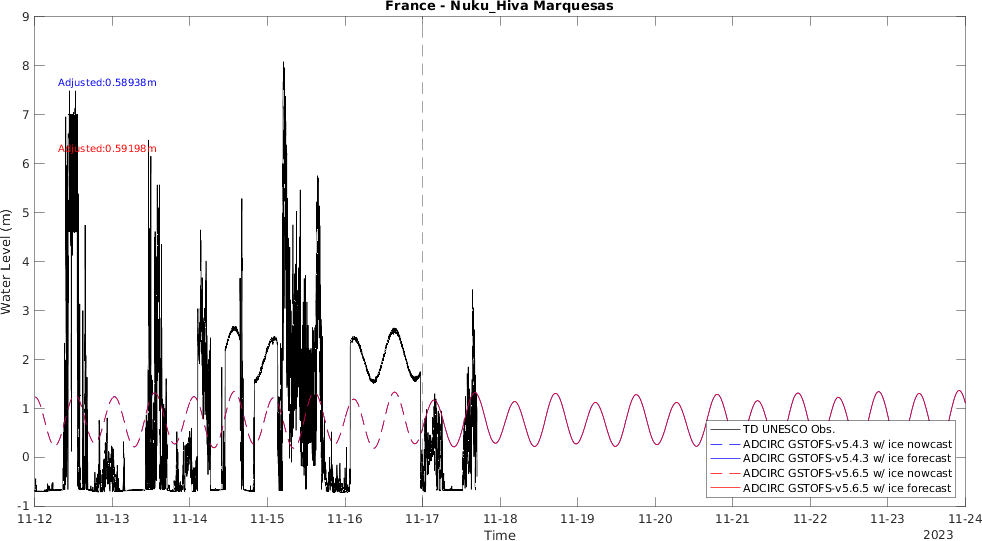 France - Nuku_Hiva Marquesas
9
8
7
6
5
4
3
2
1
0
-1
Water Level (m)
Adjusted:0.58938m
Adjusted:0.59198m
TD UNESCO Obs.
ADCIRC GSTOFS-v5.4.3 w/ ice nowcast
ADCIRC GSTOFS-v5.4.3 w/ ice forecast
ADCIRC GSTOFS-v5.6.5 w/ ice nowcast
ADCIRC GSTOFS-v5.6.5 w/ ice forecast
11-12 11-13 11-14 11-15 11-16 11-17 11-18 11-19 11-20 11-21 11-22 11-23 11-24
Time
2023